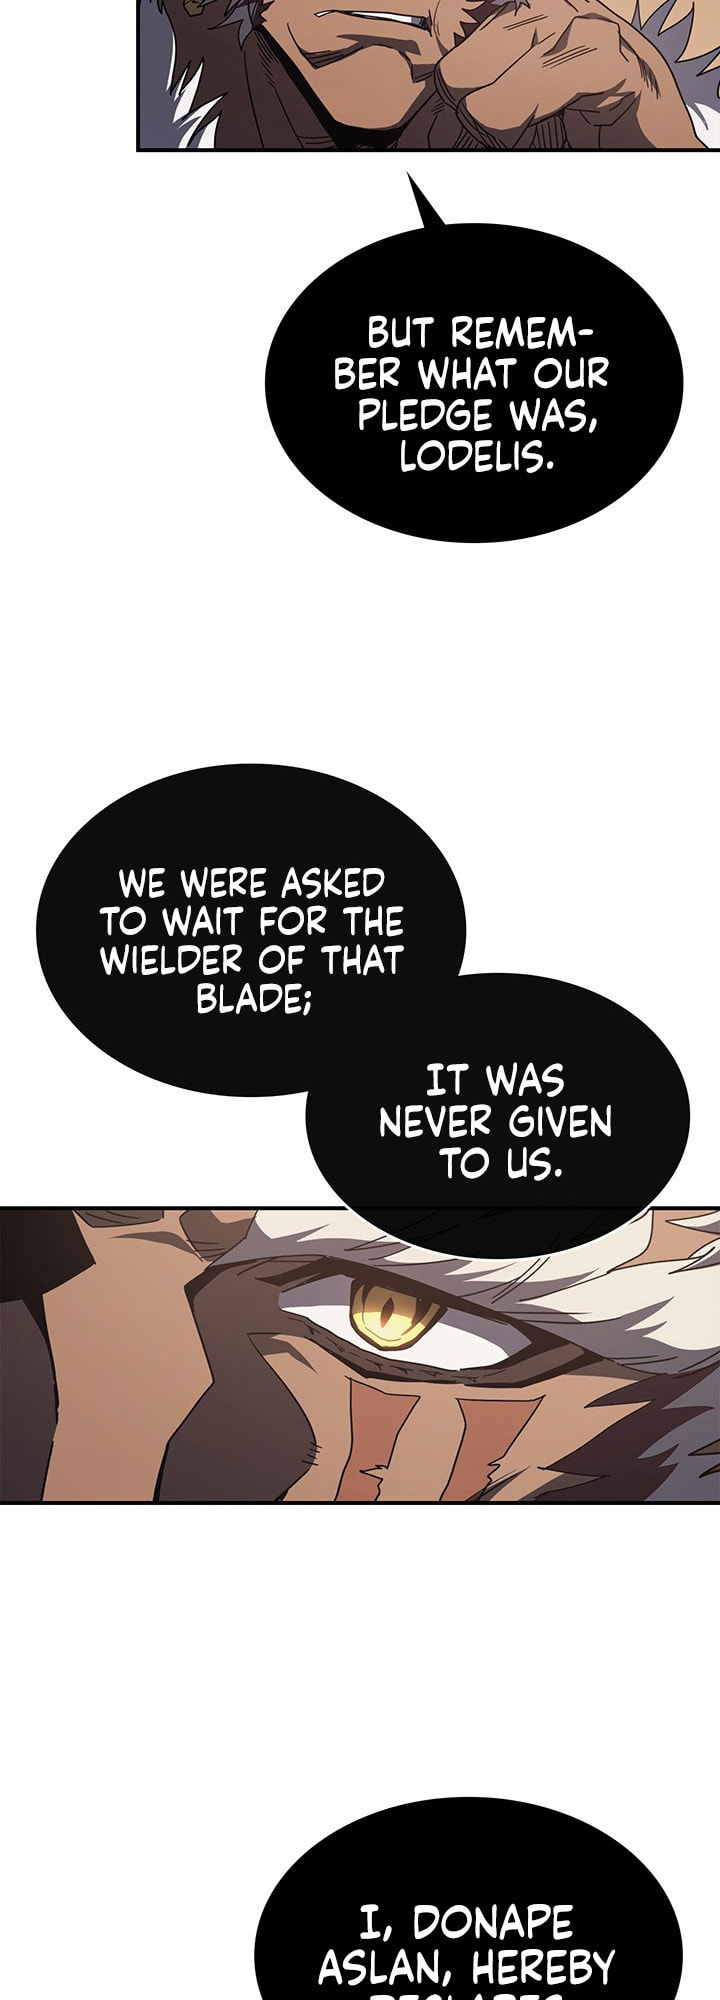 BUT REMEM-
BER WHAT OUR
PLEDGE WAS,
LODELIS.
WE WERE ASKED
TO WAIT FOR THE
WIELDER OF THAT
BLADE;
IT WAS
NEVER GIVEN
TO US.
I, DONAPE
ASLAN, HEREBY